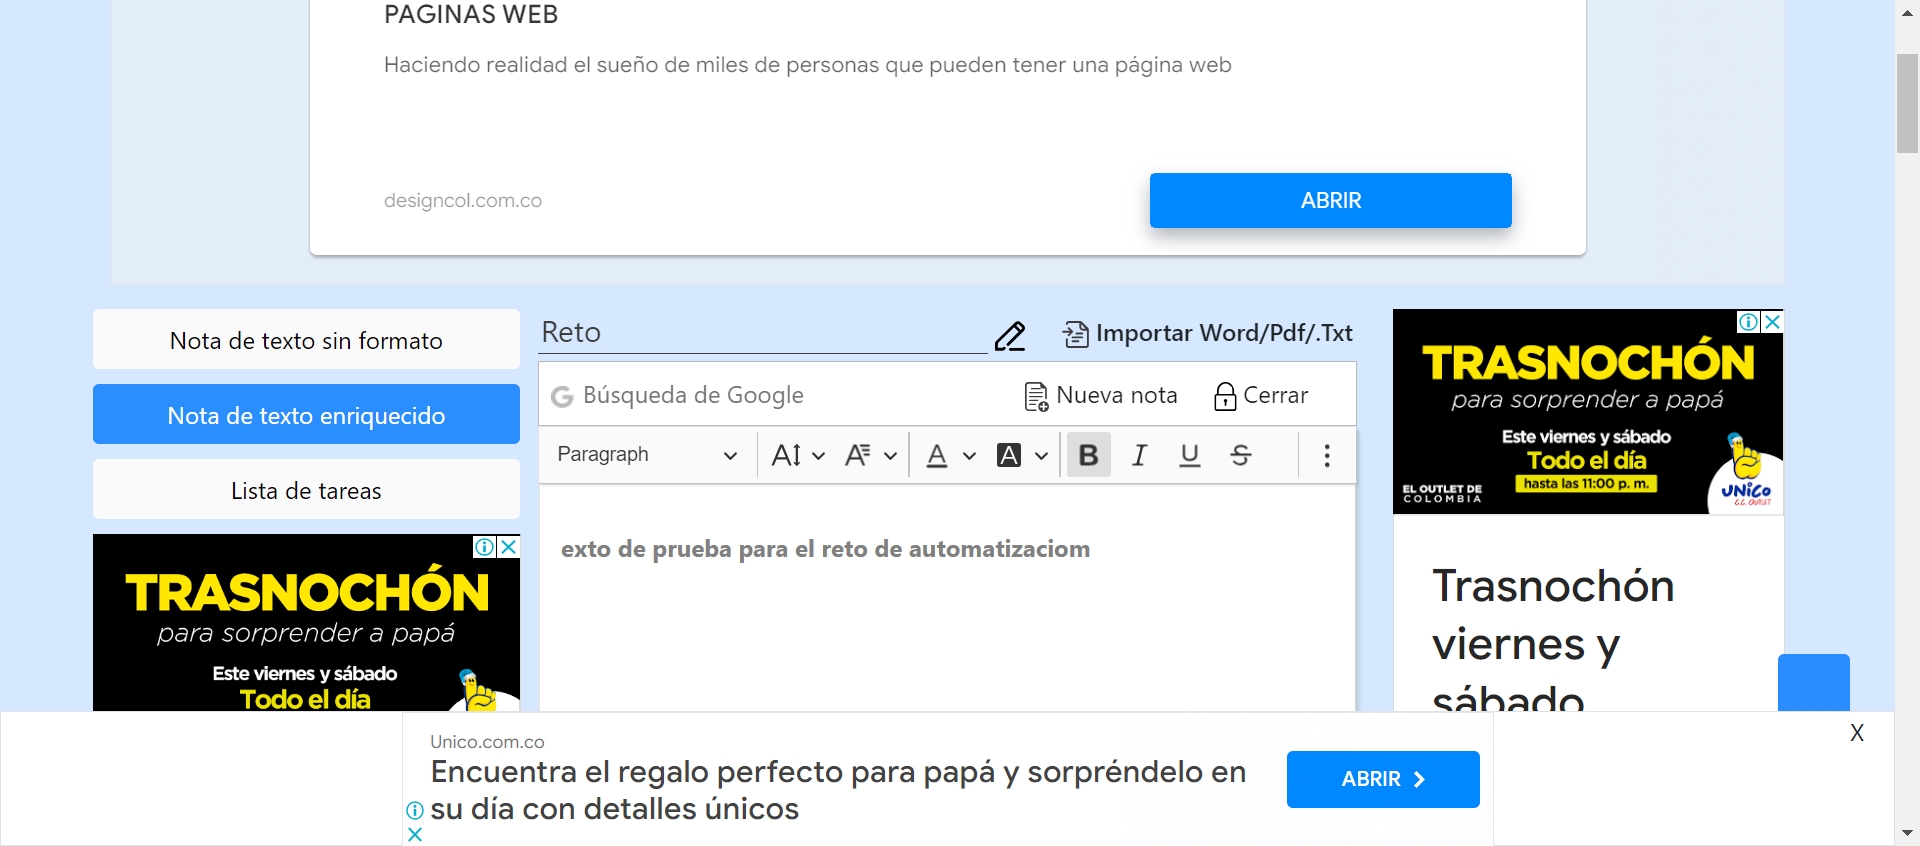 PAGINAS WEB
Haciendo realidad el sueño de miles de personas que pueden tener una página web
designcol.com.co
ABRIR
Nota de texto sin formato
Nota de texto enriquecido
Lista de tareas
TRASNOCHÓN
para sorprender a papá
Este viernes y sábado
Todo el día
Reto
Importar Word/Pdf/.Txt
G Búsqueda de Google
Nueva nota
Cerrar
Paragraph
B I U S
exto de prueba para el reto de automatizaciom
TRASNOCHÓN
para sorprender a papá
Este viernes y sábado
Todo el día
hasta las 11:00 p. m.
EL OUTLET DE
COLOMBIA
UNiCO
C.C. OUTLET
Trasnochón
viernes y
sábado
Unico.com.co
Encuentra el regalo perfecto para papá y sorpréndelo en
su día con detalles únicos
ABRIR
X